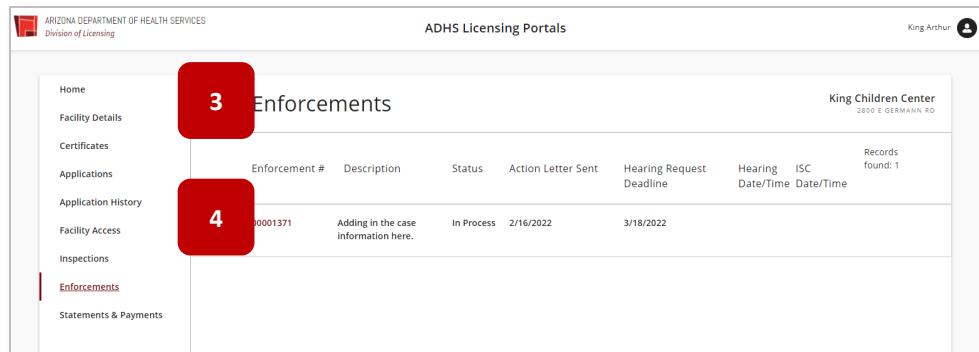 ARIZONA DEPARTMENT OF HEALTH SERVICES
Division of Licensing
ADHS Licensing Portals
King Arthur
Home
Facility Details
Certificates
Applications
Application History
Facility Access
Inspections
Enforcements
Statements & Payments
3
Enforcements
King Children Center
2800 E GERMANN RD
Records
found: 1
Enforcement # Description Status Action Letter Sent Hearing Request Hearing ISC
Deadline Date/Time Date/Time
4
00001371 Adding in the case In Process 2/16/2022 3/18/2022
information here.